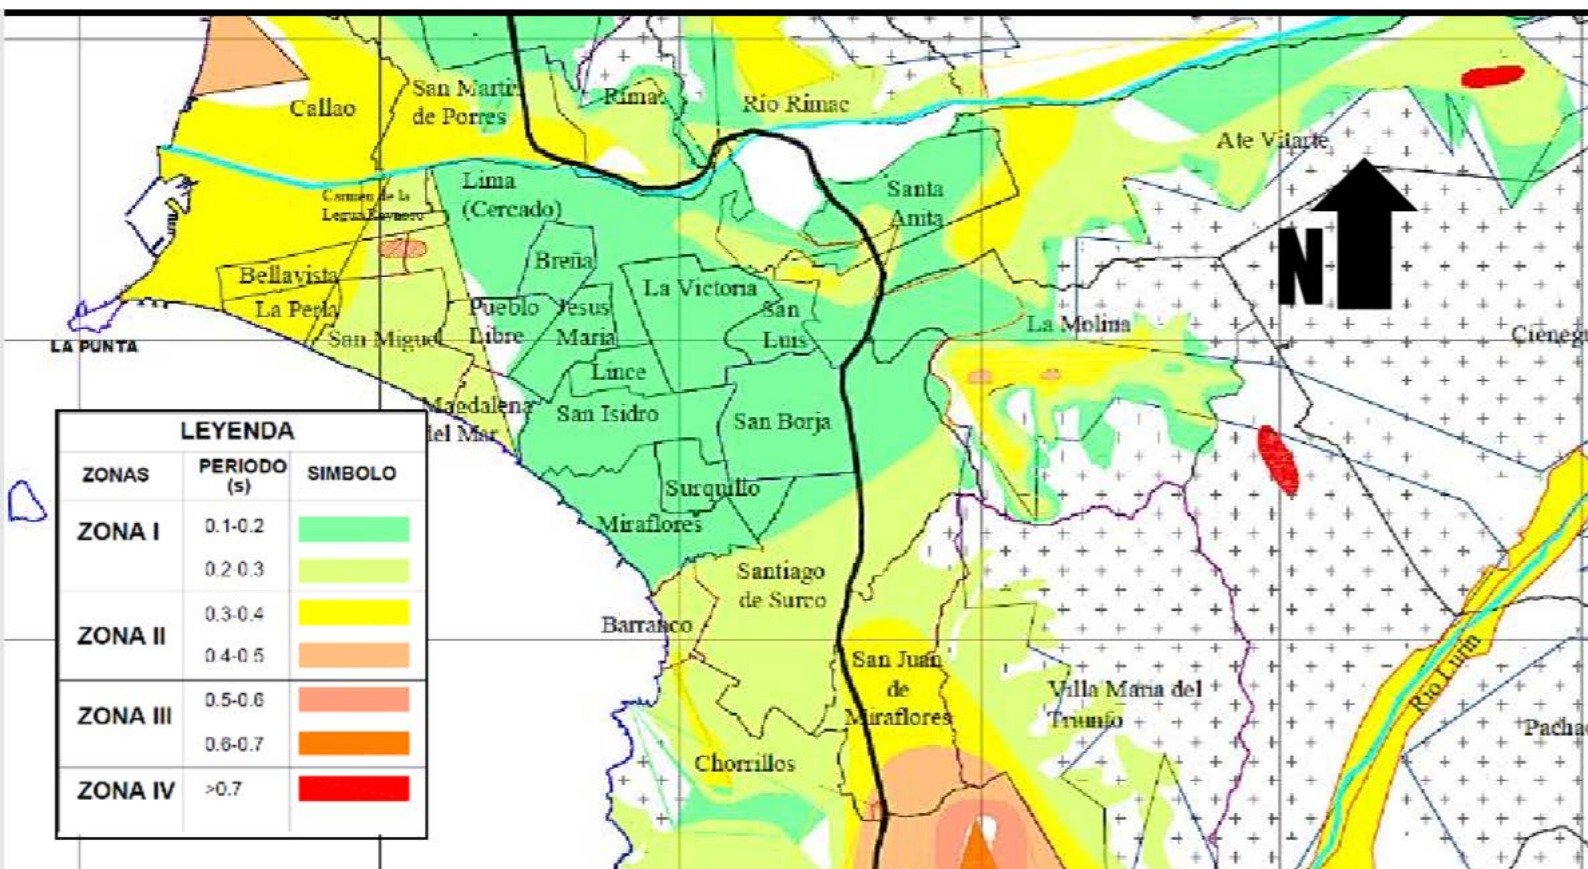 San Martin
de Porres
Rimac
Rio Rimac
Callao
Ate Vitarte
Lima
(Cercado)
Santa
Anita
Carmen de la
Legua Reynoso
N
Breña
Bellavista
La Victoria
La Perla
Pueblo
Libre
Jesus
Maria
San
Luis
La Molina
San Miguel
LA PUNTA
Cienegu
Lince
Magdalena
del Mar
San Isidro
San Borja
Surquillo
Miraflores
Santiago
de Surco
Barranco
San Juan
de
Miraflores
Villa Maria del
Triunfo
Rio Lurin
Pachac
Chorrillos
LEYENDA
ZONAS PERIODO (s) SIMBOLO
ZONA I 0.1-0.2
0.2-0.3
ZONA II 0.3-0.4
0.4-0.5
ZONA III 0.5-0.6
0.6-0.7
ZONA IV >0.7